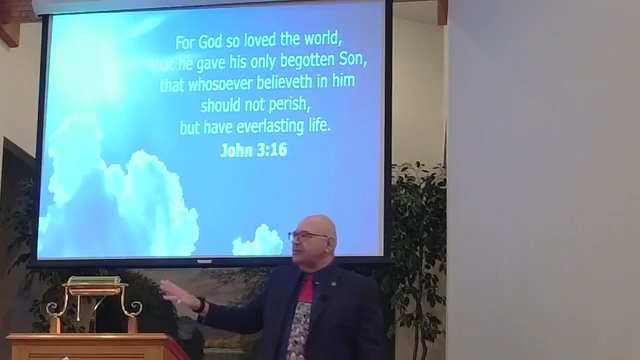 For God so loved the world,
he gave his only begotten Son,
that whosoever believeth in him
should not perish,
but have everlasting life.
John 3:16